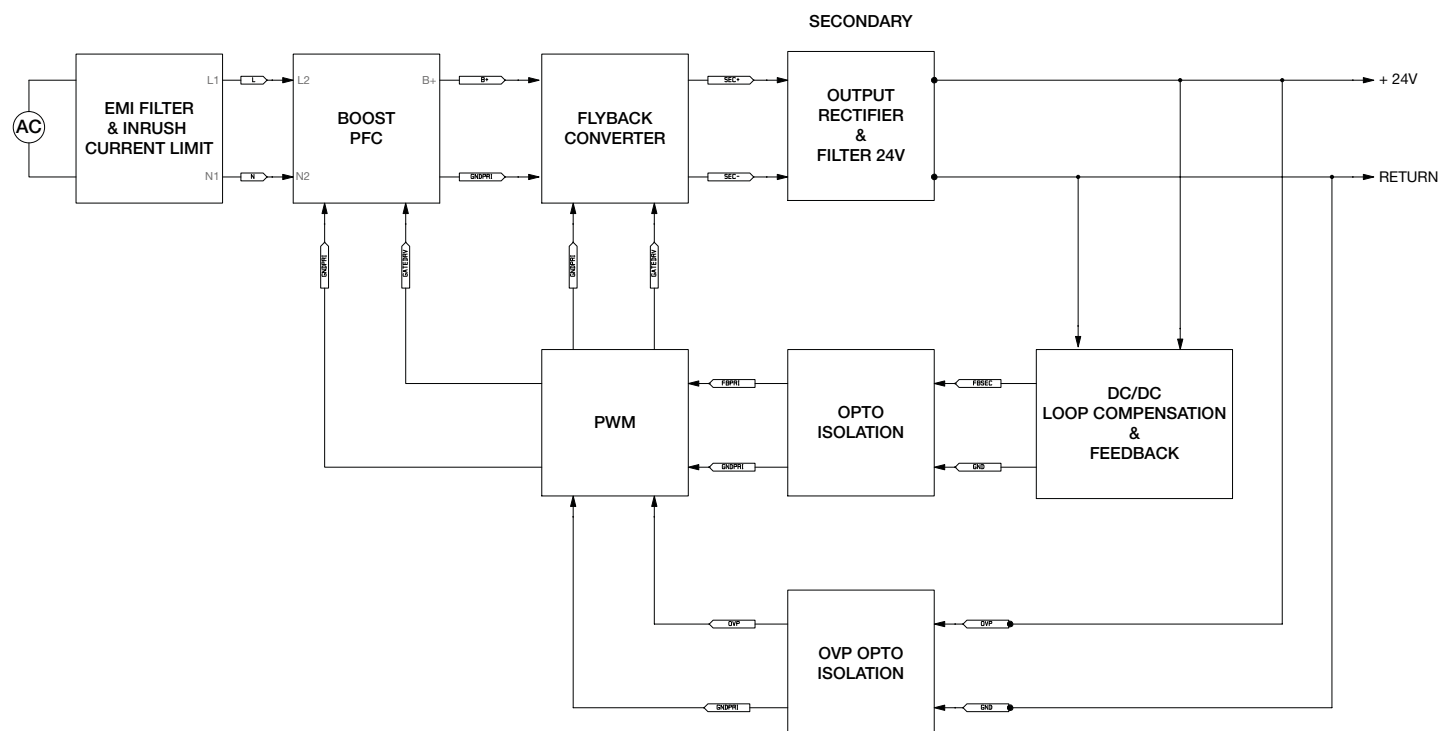 SECONDARY
AC
EMI FILTER
& INRUSH
CURRENT LIMIT
L1
N1
L
N
L2
N2
BOOST
PFC
B+
B+
GNDPRI
FLYBACK
CONVERTER
SEC+
SEC-
OUTPUT
RECTIFIER
&
FILTER 24V
+ 24V
RETURN
GNDPRI
GATEDRV
GNDPRI
GATEDRV
PWM
FBPRI
GNDPRI
OPTO
ISOLATION
FBSEC
GND
DC/DC
LOOP COMPENSATION
&
FEEDBACK
OVP
GNDPRI
OVP OPTO
ISOLATION
OVP
GND